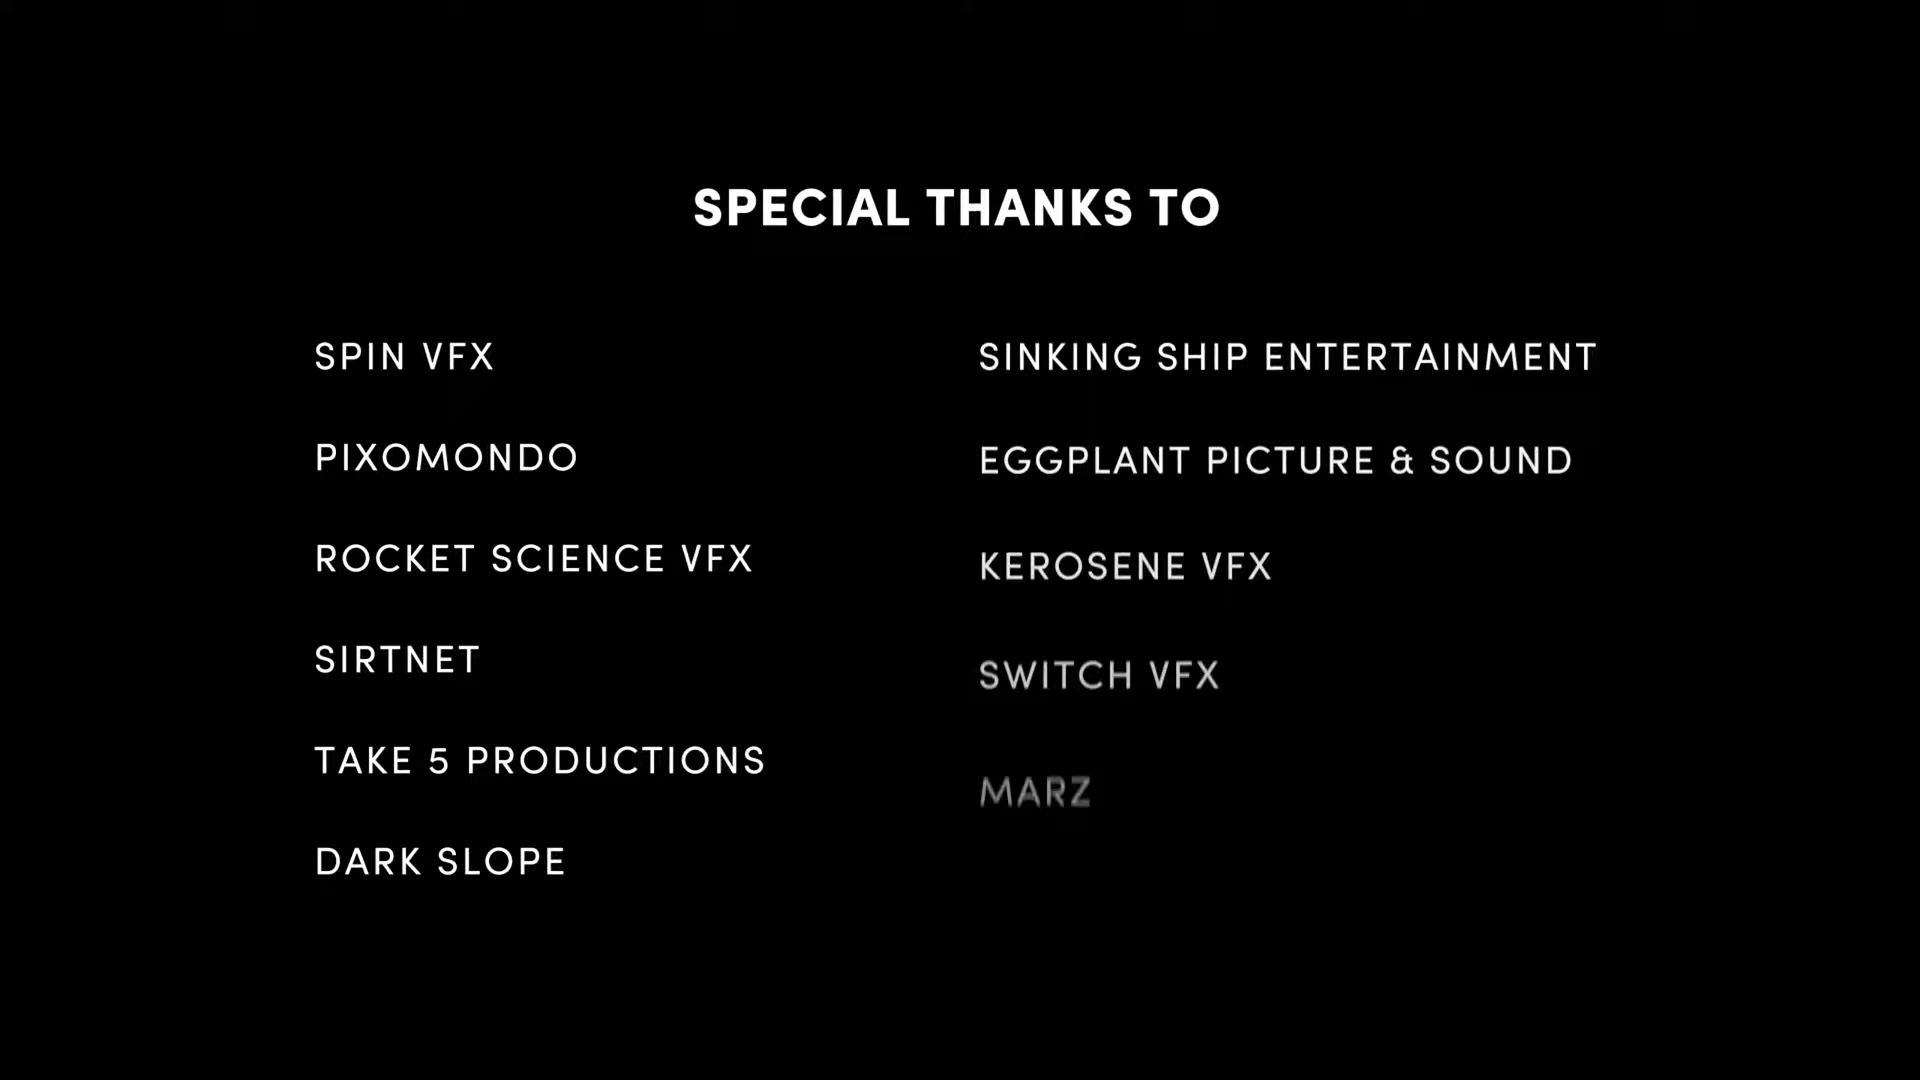 SPECIAL THANKS TO
SPIN VFX
PIXOMONDO
ROCKET SCIENCE VFX
SIRTNET
TAKE 5 PRODUCTIONS
DARK SLOPE
SINKING SHIP ENTERTAINMENT
EGGPLANT PICTURE & SOUND
KEROSENE VFX
SWITCH VFX
MARZ